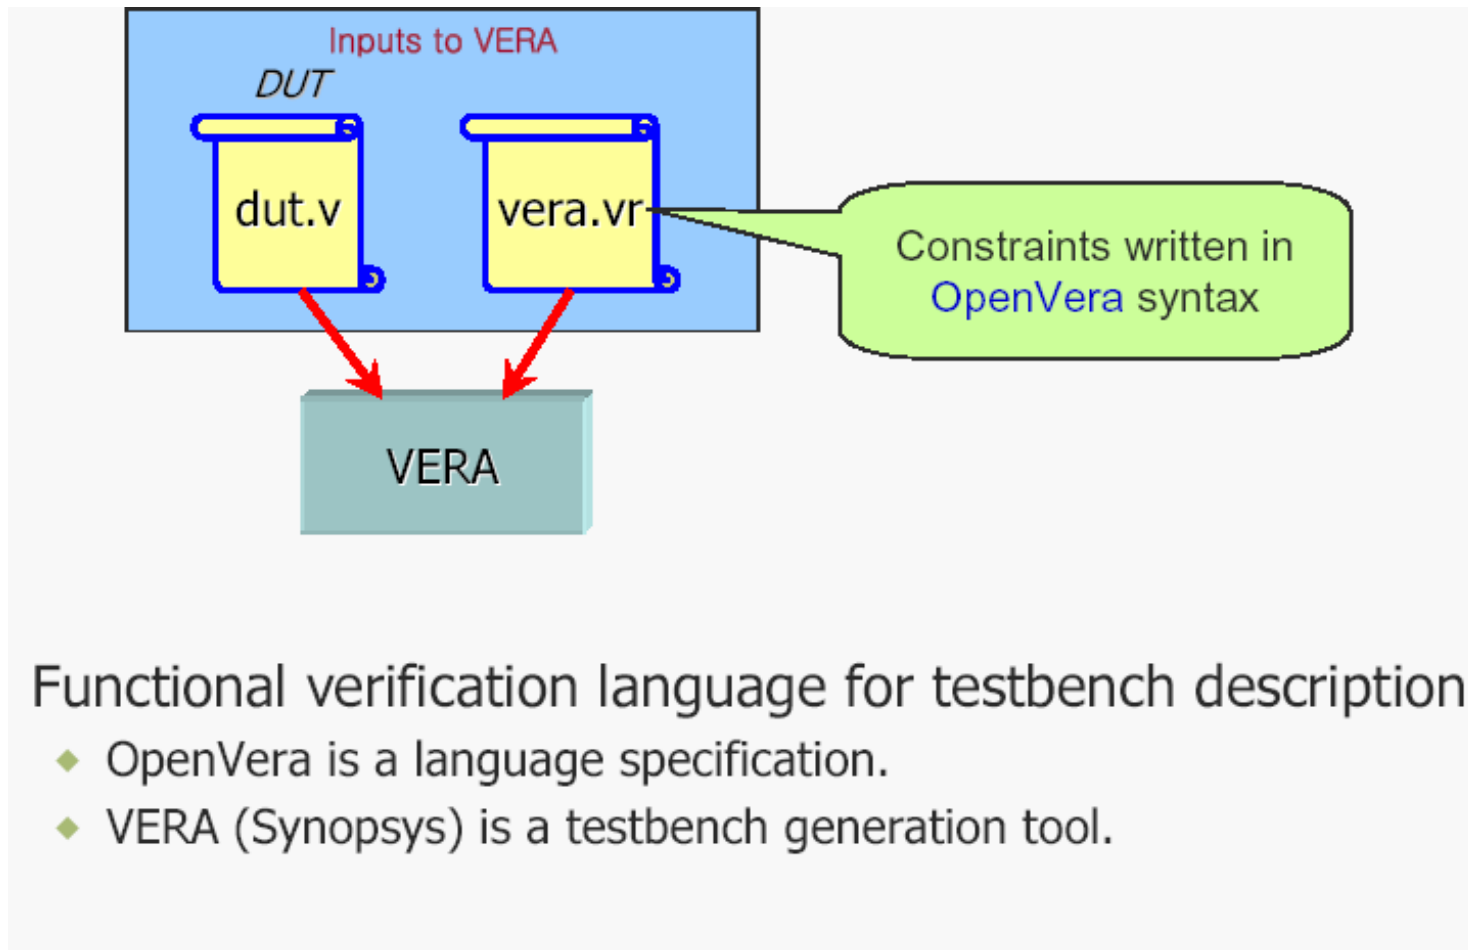 Inputs to VERA
DUT
dut.v
vera.vr
Constraints written in
OpenVera syntax
VERA
Functional verification language for testbench description
OpenVera is a language specification.
VERA (Synopsys) is a testbench generation tool.